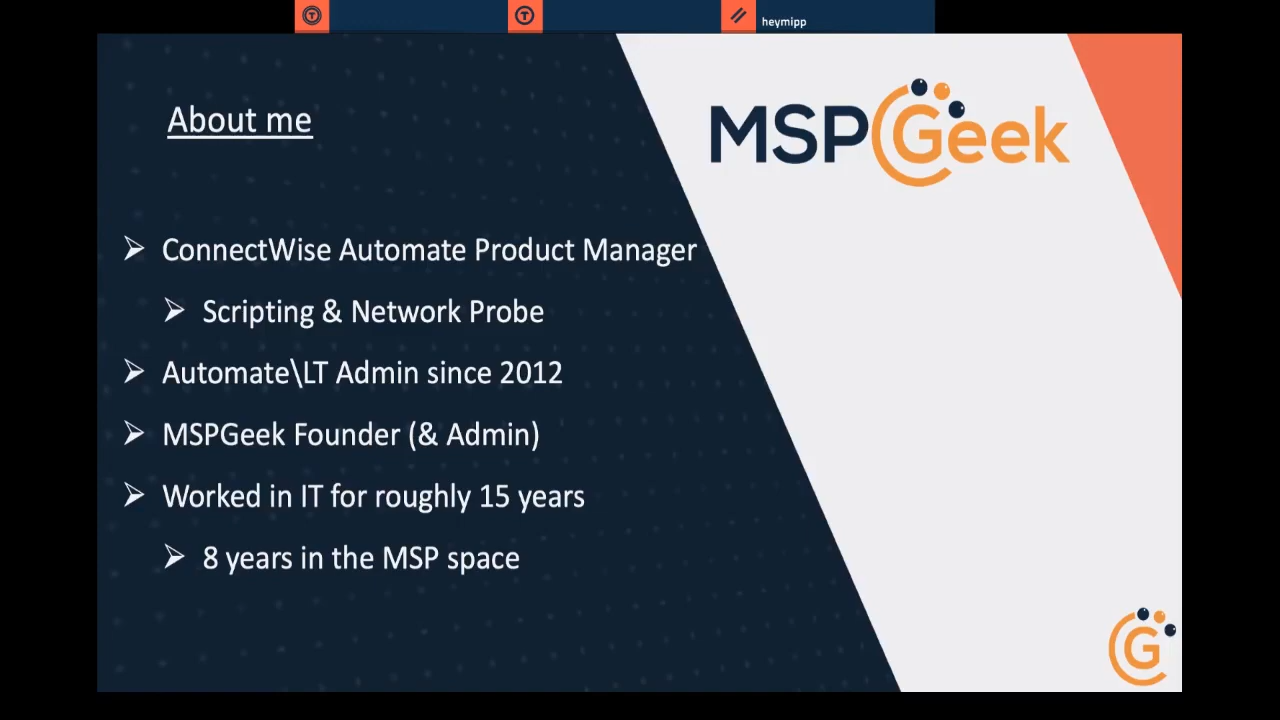 heymipp
About me
MSPGeek
ConnectWise Automate Product Manager
Scripting & Network Probe
Automate\LT Admin since 2012
MSPGeek Founder (& Admin)
Worked in IT for roughly 15 years
8 years in the MSP space
G